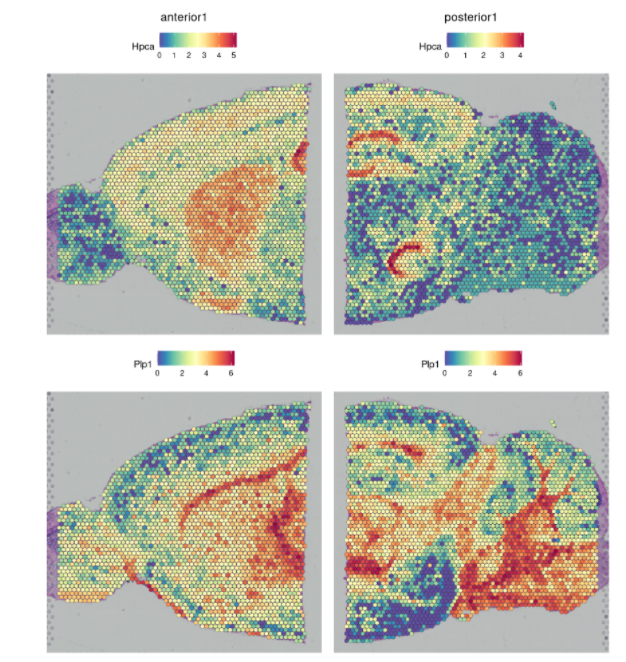 anterior1
posterior1
Hpca
0 1 2 3 4 5
Hpca
0 1 2 3 4
Plp1
0 2 4 6
Plp1
0 2 4 6